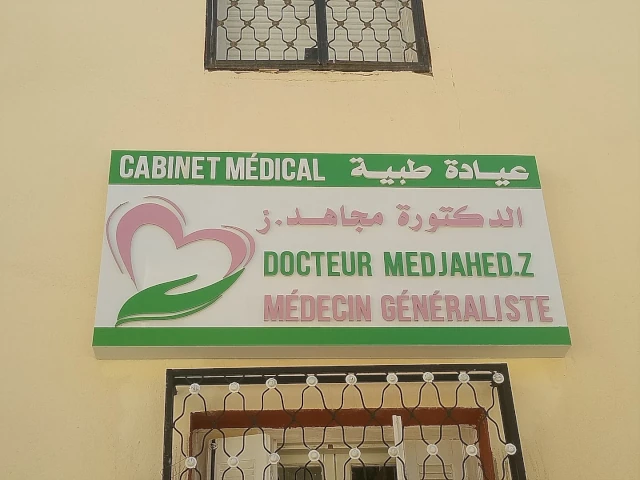 CABINET MÉDICAL عيادة طبية
الدكتورة مجاهد.ز
DOCTEUR MEDJAHED.Z
MÉDECIN GÉNÉRALISTE